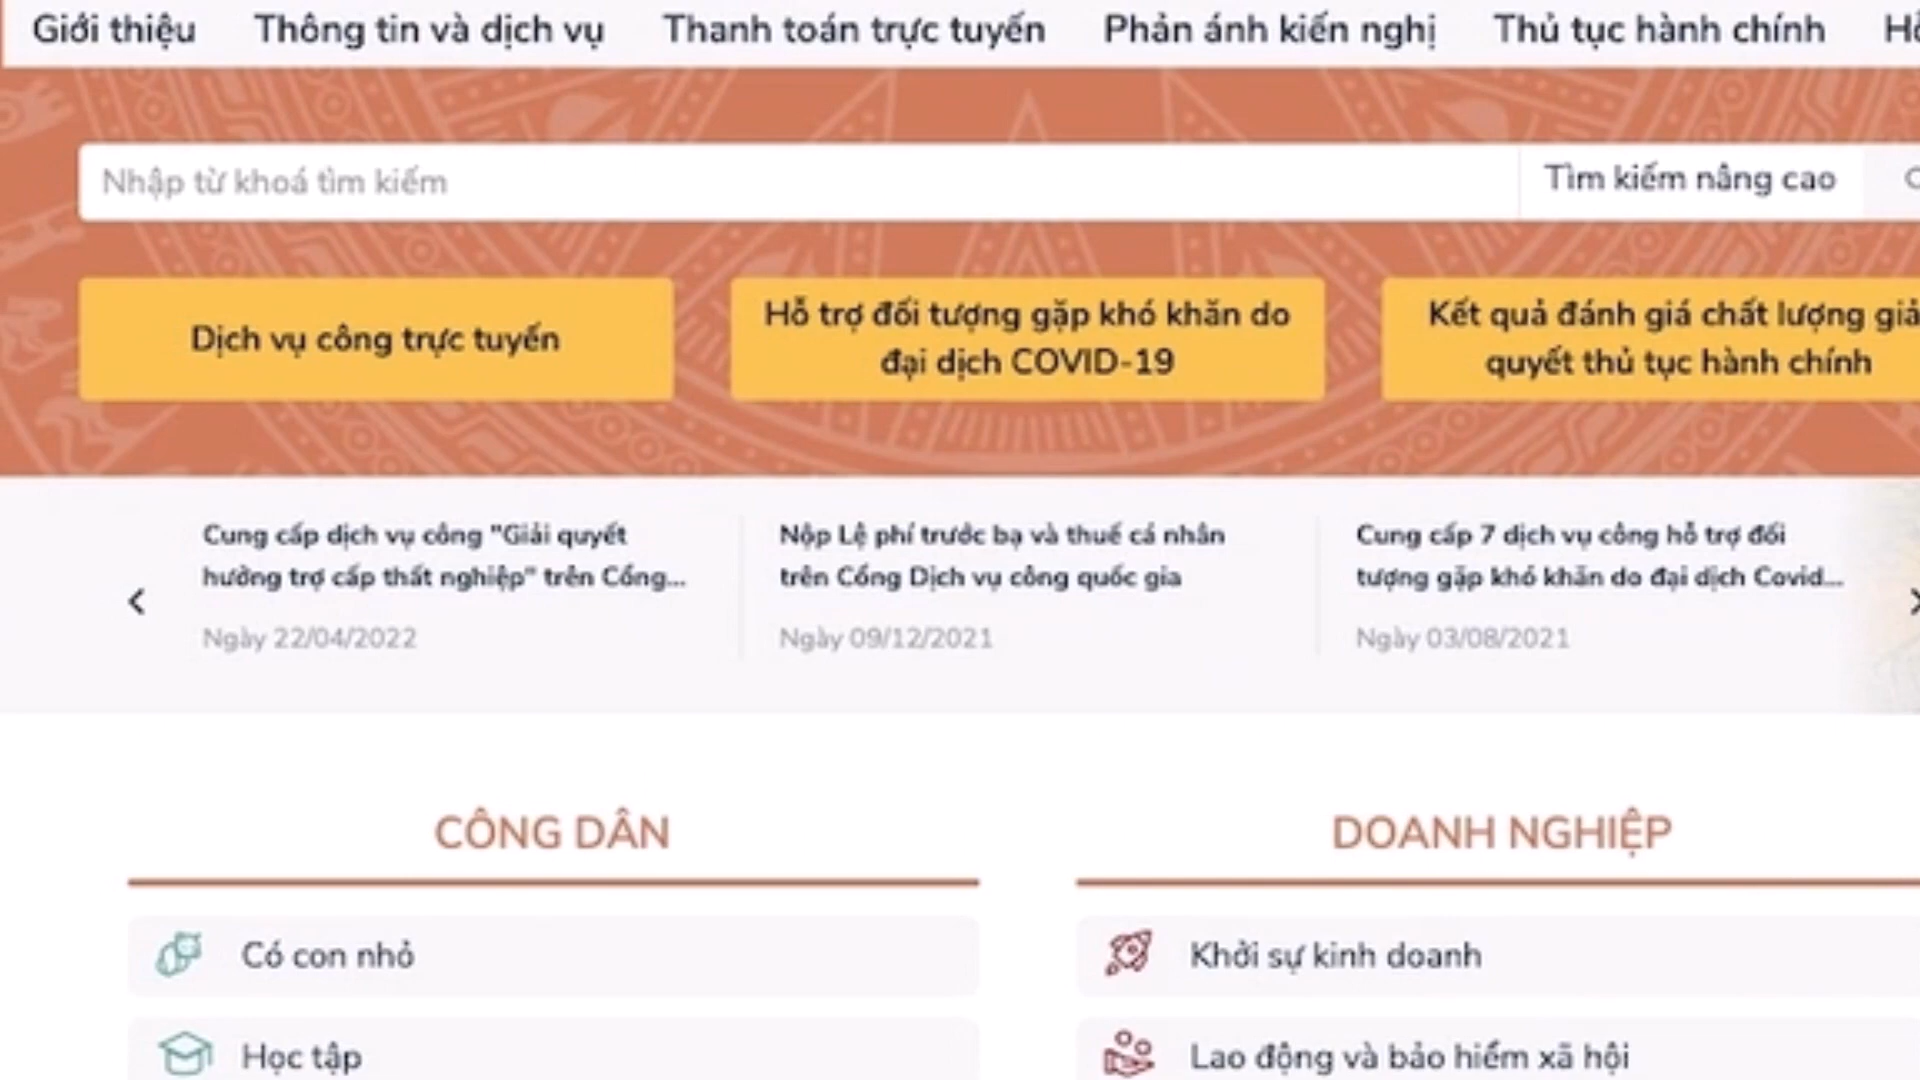 Giới thiệu Thông tin và dịch vụ Thanh toán trực tuyến Phản ánh kiến nghị Thủ tục hành chính
Nhập từ khoá tìm kiếm Tìm kiếm nâng cao
Dịch vụ công trực tuyến
Hỗ trợ đối tượng gặp khó khăn do
đại dịch COVID-19
Kết quả đánh giá chất lượng
quyết thủ tục hành chính
Cung cấp dịch vụ công "Giải quyết
hưởng trợ cấp thất nghiệp" trên Cổng...
Ngày 22/04/2022
Nộp Lệ phí trước bạ và thuế cá nhân
trên Cổng Dịch vụ công quốc gia
Ngày 09/12/2021
Cung cấp 7 dịch vụ công hỗ trợ đối
tượng gặp khó khăn do đại dịch Covid...
Ngày 03/08/2021
CÔNG DÂN
Có con nhỏ
Học tập
DOANH NGHIỆP
Khởi sự kinh doanh
Lao động và bảo hiểm xã hội